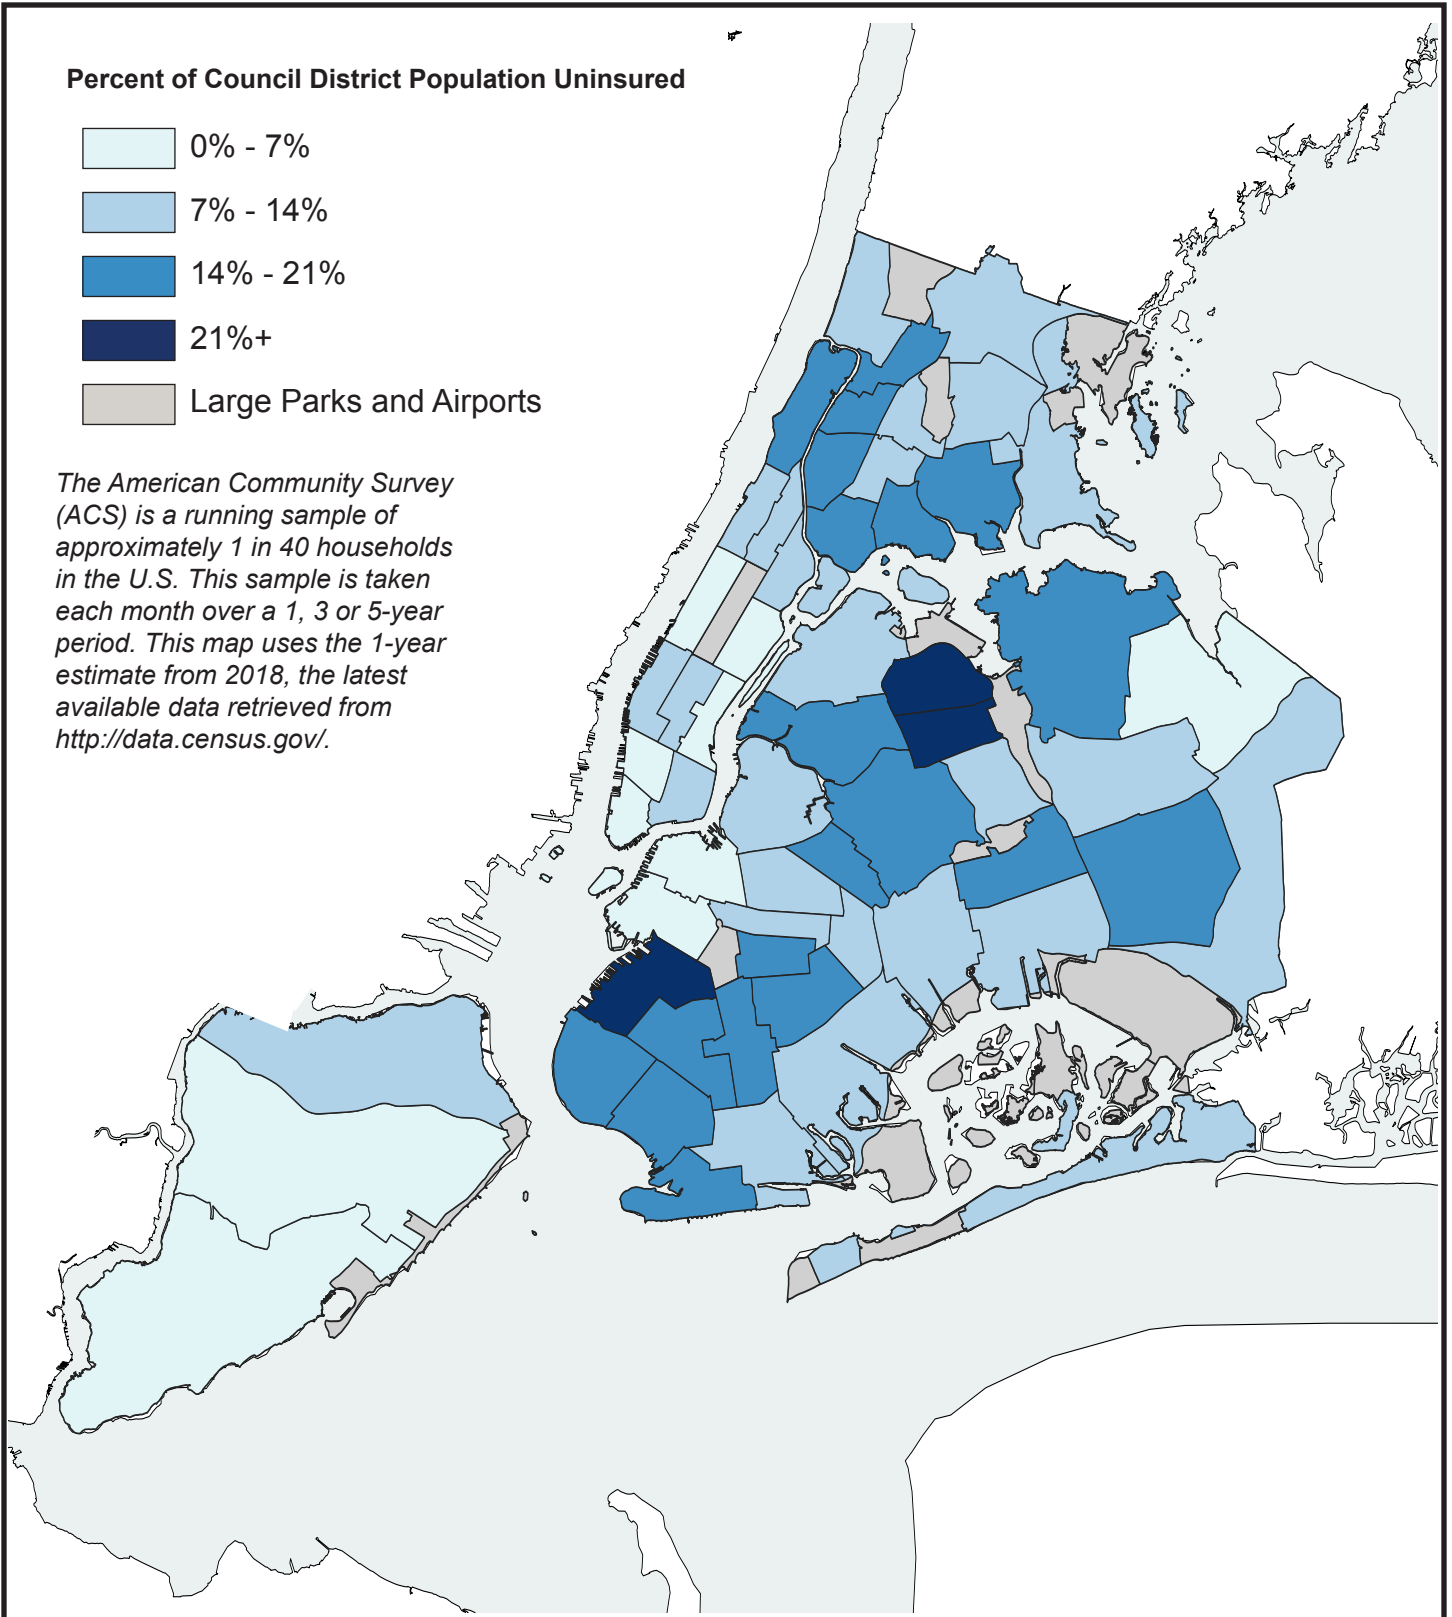 Percent of Council District Population Uninsured
0% - 7%
7% - 14%
14% - 21%
21%+
Large Parks and Airports
The American Community Survey
(ACS) is a running sample of
approximately 1 in 40 households
in the U.S. This sample is taken
each month over a 1, 3 or 5-year
period. This map uses the 1-year
estimate from 2018, the latest
available data retrieved from
http://data.census.gov/.